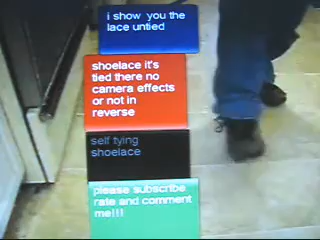 i show you the
lace untied
shoelace it's
tied there no
camera effects
or not in
reverse
self tying
shoelace
please subscribe
rate and comment
me!!!